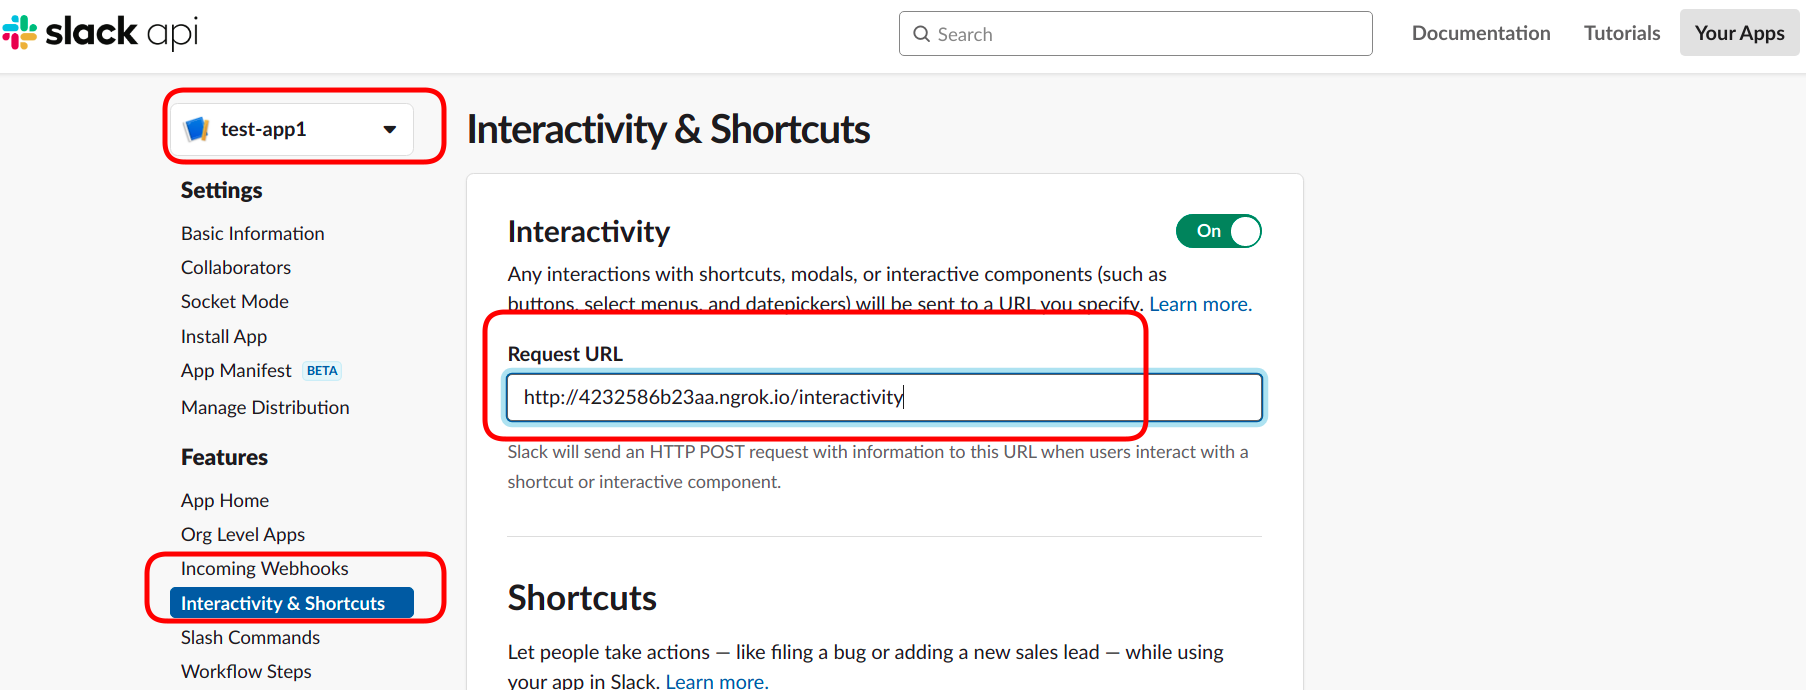 slack api
Search
Documentation
Tutorials
Your Apps
test-app1
Settings
Basic Information
Collaborators
Socket Mode
Install App
App Manifest BETA
Manage Distribution
Features
App Home
Org Level Apps
Incoming Webhooks
Interactivity & Shortcuts
Slash Commands
Workflow Steps
Interactivity & Shortcuts
Interactivity
On
Any interactions with shortcuts, modals, or interactive components (such as
buttons, select menus, and datepickers) will be sent to a URL you specify. Learn more.
Request URL
http://4232586b23aa.ngrok.io/interactivity
Slack will send an HTTP POST request with information to this URL when users interact with a
shortcut or interactive component.
Shortcuts
Let people take actions — like filing a bug or adding a new sales lead — while using
your app in Slack. Learn more.